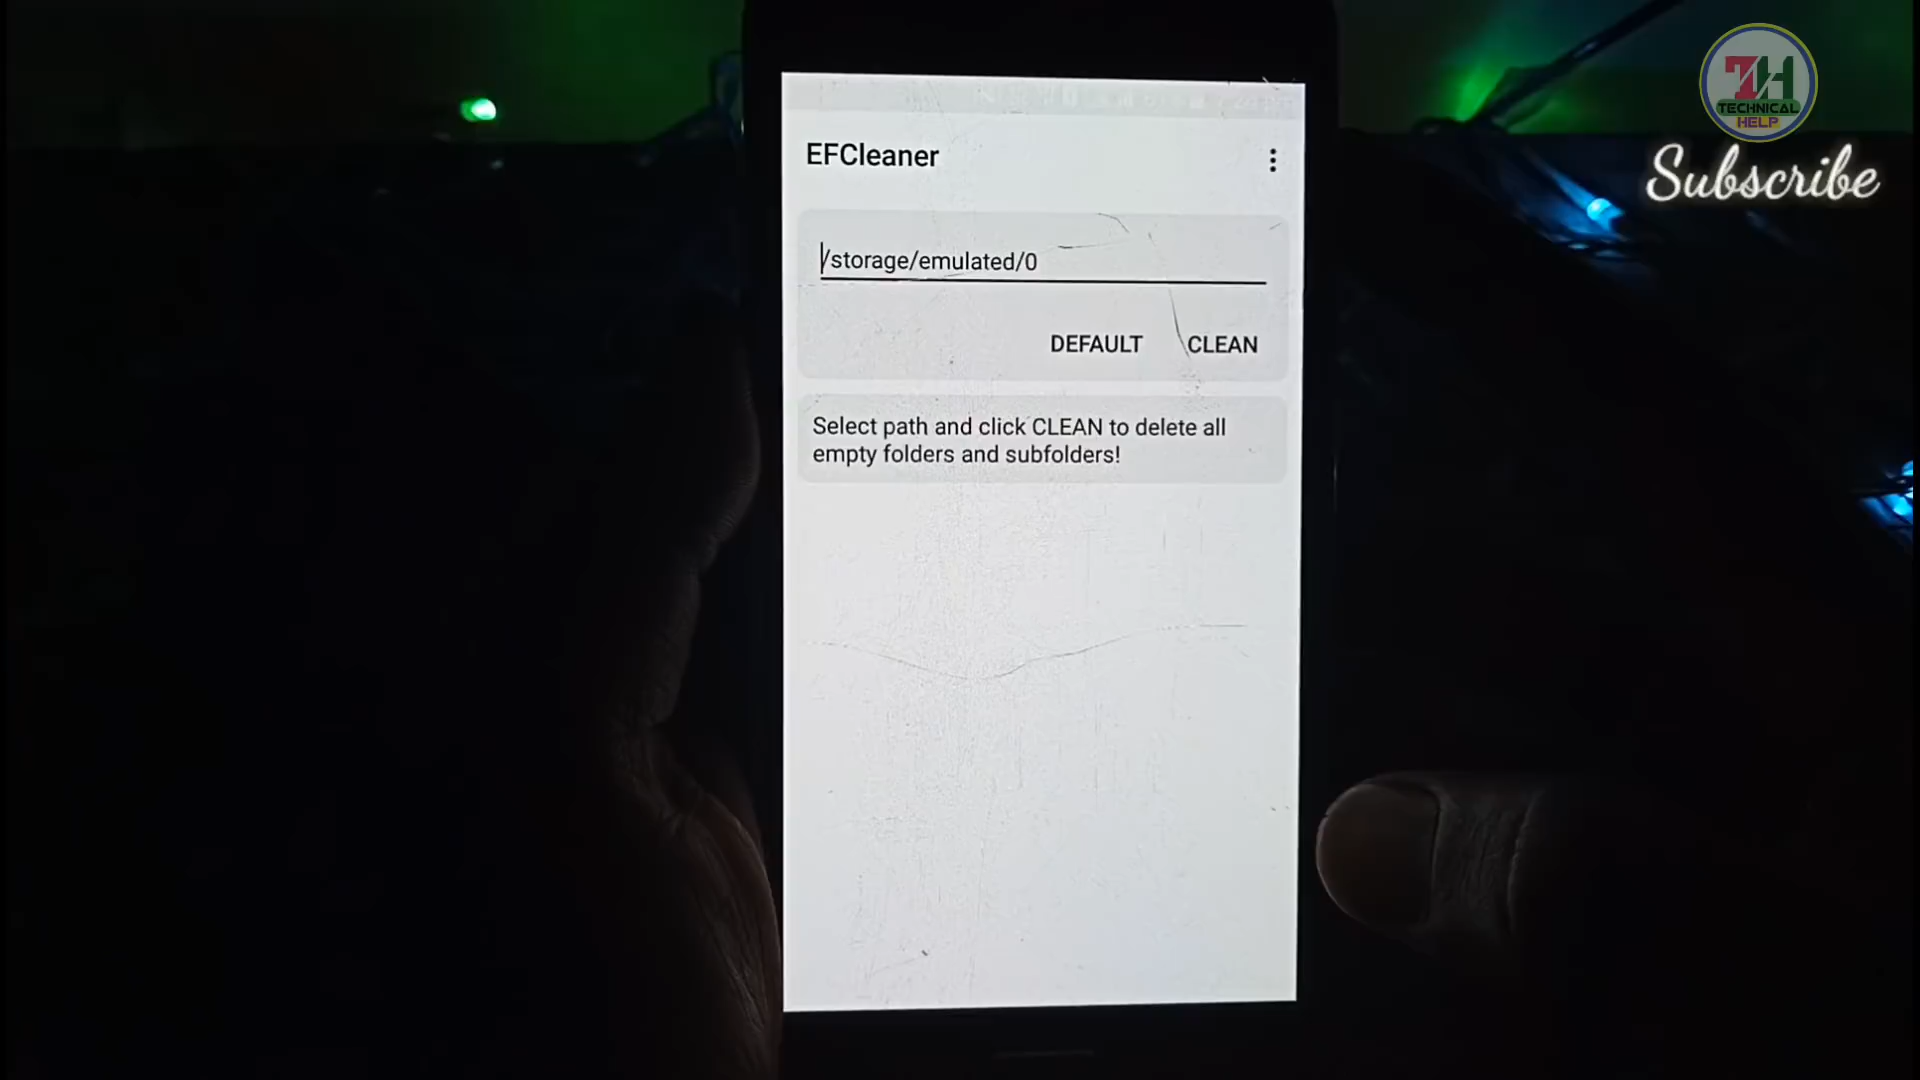 TH
TECHNICAL
HELP
Subscribe
EFCleaner
/storage/emulated/0
DEFAULT CLEAN
Select path and click CLEAN to delete all
empty folders and subfolders!